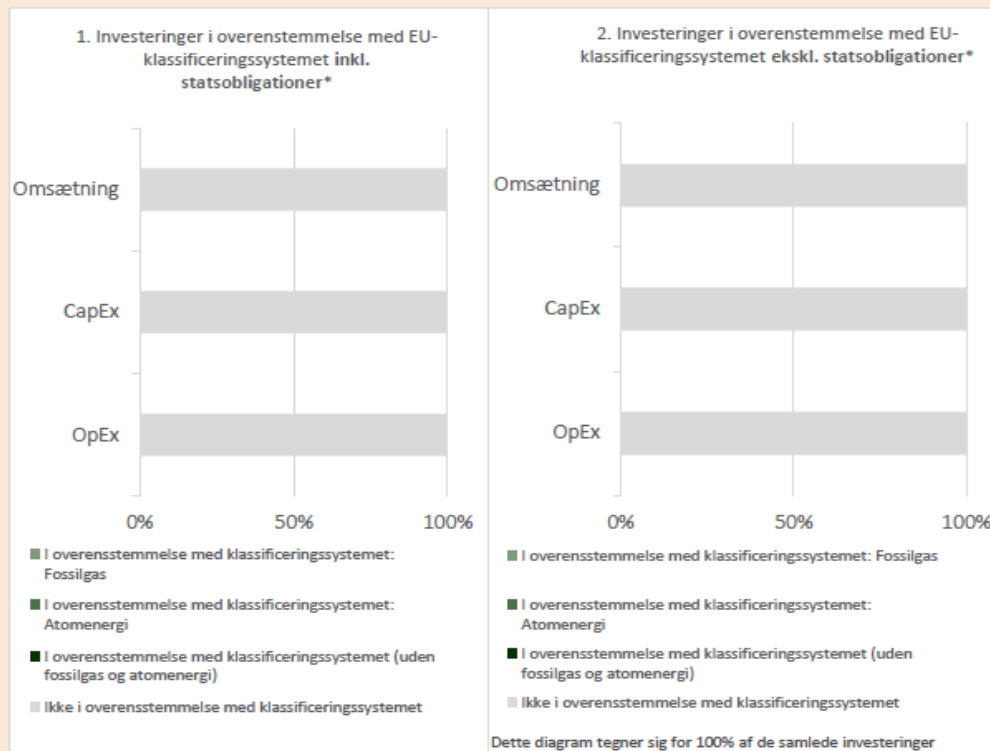 1. Investeringer i overenstemmelse med EU-
klassificeringssystemet inkl.
statsobligationer*
Omsætning
CapEx
OpEx
0% 50% 100%
I overensstemmelse med klassificeringssystemet:
Fossilgas
I overensstemmelse med klassificeringssystemet:
Atomenergi
I overensstemmelse med klassificeringssystemet (uden
fossilgas og atomenergi)
Ikke i overensstemmelse med klassificeringssystemet
2. Investeringer i overenstemmelse med EU-
klassificeringssystemet ekskl. statsobligationer*
Omsætning
CapEx
OpEx
0% 50% 100%
I overensstemmelse med klassificeringssystemet: Fossilgas
I overensstemmelse med klassificeringssystemet:
Atomenergi
I overensstemmelse med klassificeringssystemet (uden
fossilgas og atomenergi)
Ikke i overensstemmelse med klassificeringssystemet
Dette diagram tegner sig for 100% af de samlede investeringer